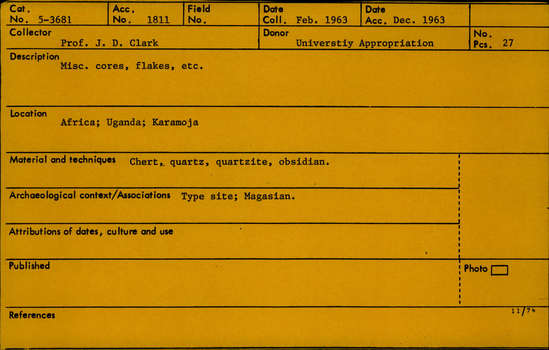 Cat. No. 5-3681 Acc. No. 1811 Field No. Date Coll. Feb. 1963 Date Acc. Dec. 1963
Collector Prof. J. D. Clark Donor Universtiy Appropriation No. Pcs. 27
Description Misc. cores, flakes, etc.
Location Africa; Uganda; Karamoja
Material and techniques Chert, quartz, quartzite, obsidian.
Archaeological context/Associations Type site; Magasian.
Attributions of dates, culture and use
Published Photo
References 11/74